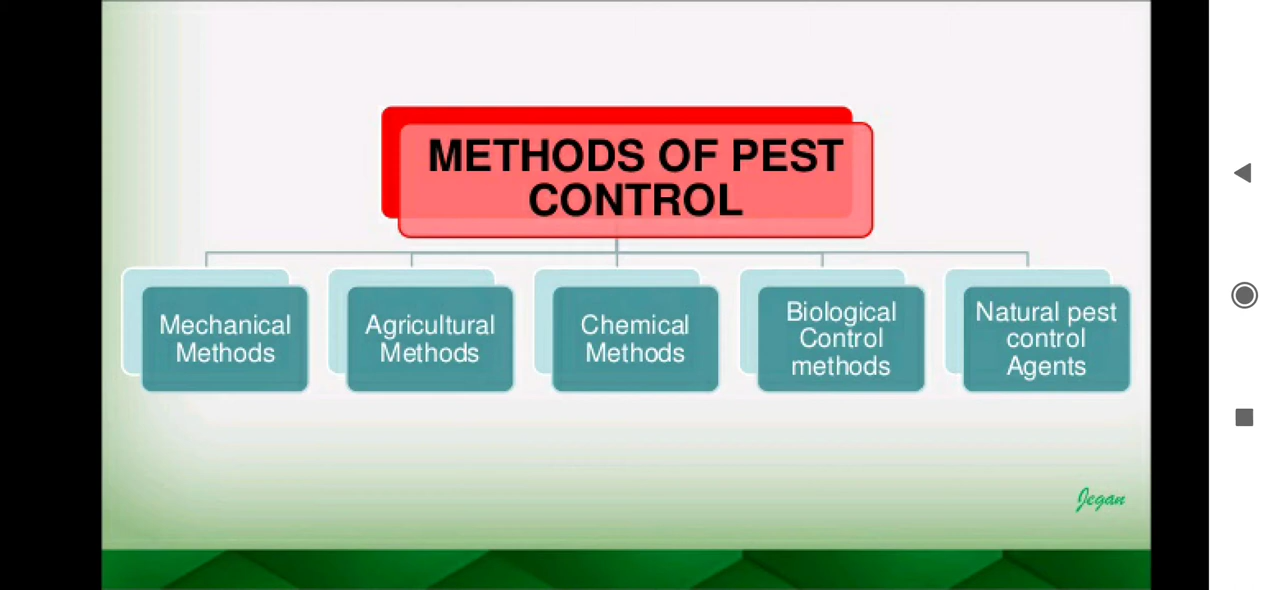 METHODS OF PEST
CONTROL
Mechanical
Methods
Agricultural
Methods
Chemical
Methods
Biological
Control
methods
Natural pest
control
Agents
Jegan